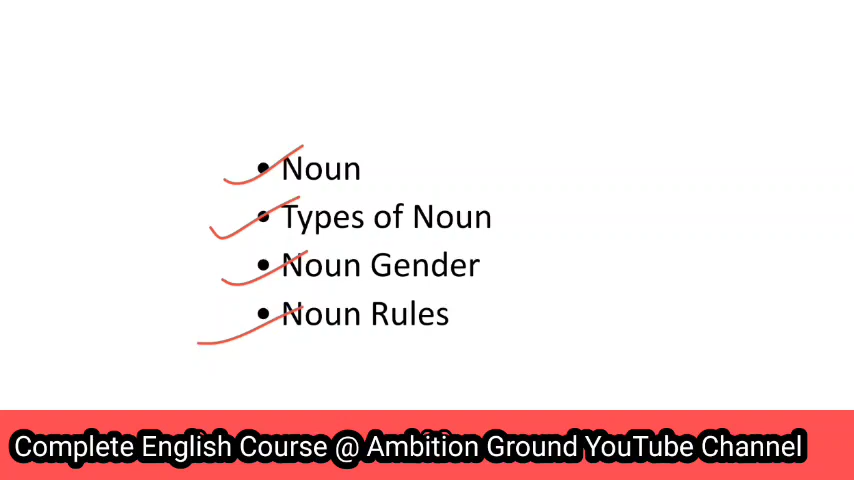 • Noun
• Types of Noun
• Noun Gender
• Noun Rules
Complete English Course @ Ambition Ground YouTube Channel